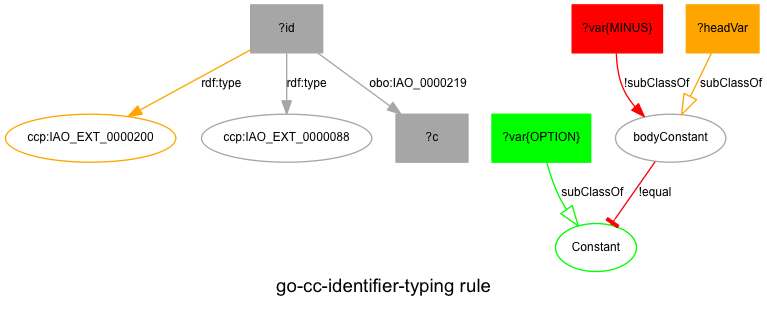 ?id
?var{MINUS}
?headVar
rdf:type
rdf:type
obo:IAO_0000219
!subClassOf
subClassOf
ccp:IAO_EXT_0000200
ccp:IAO_EXT_0000088
?c
?var{OPTION}
bodyConstant
subClassOf
!equal
Constant
go-cc-identifier-typing rule